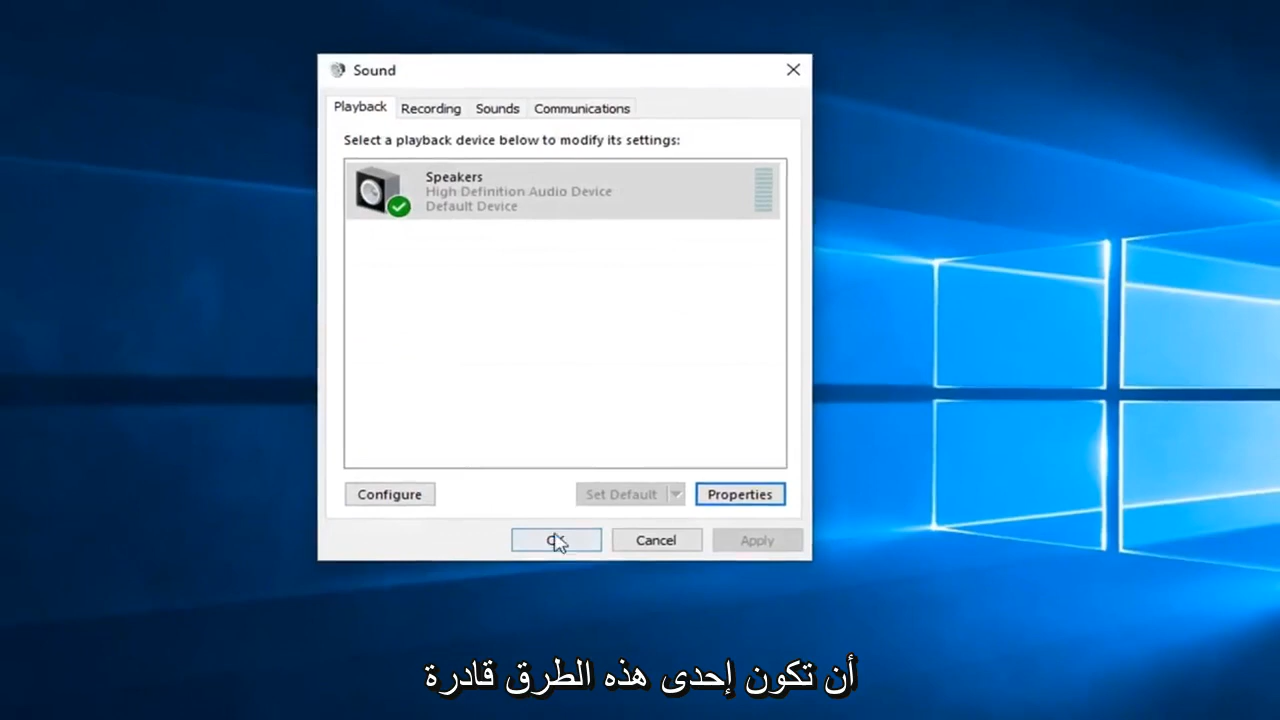 Sound
Playback
Recording
Sounds
Communications
Select a playback device below to modify its settings:
Speakers
High Definition Audio Device
Default Device
Configure
Set Default
Properties
Cancel
Apply
أن تكون إحدى هذه الطرق قادرة